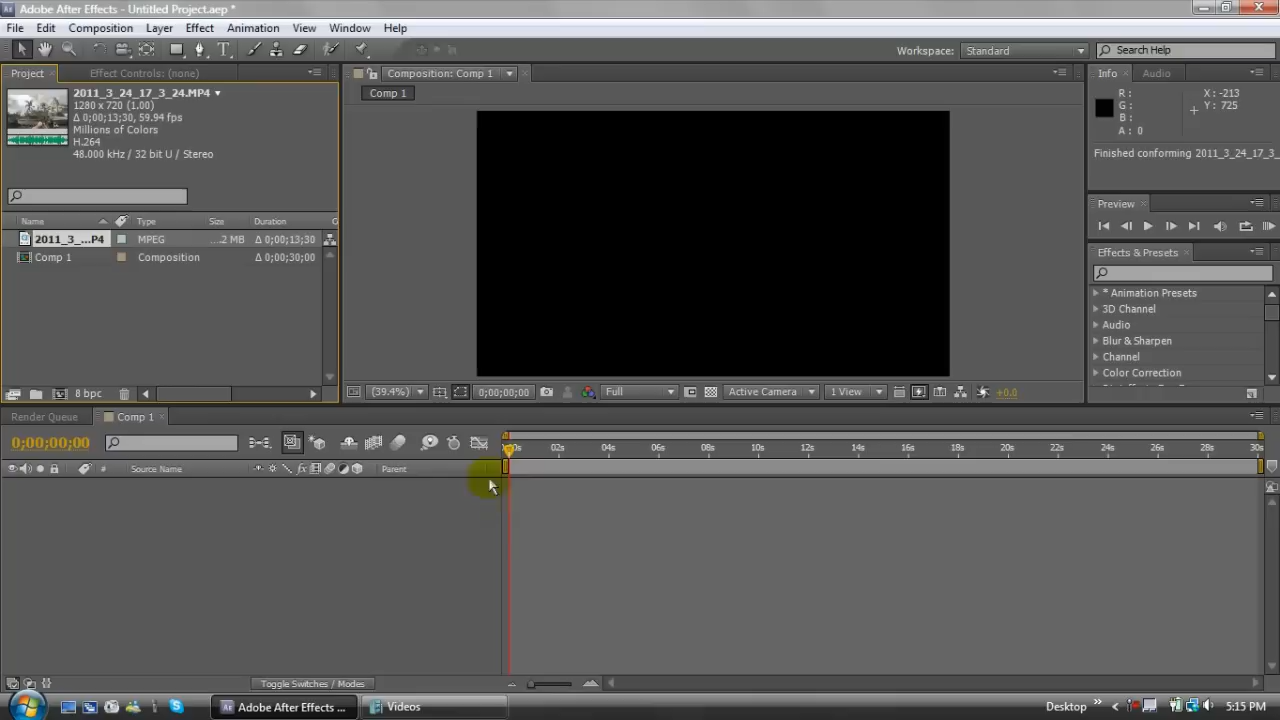 Adobe After Effects - Untitled Project.aep *
File Edit Composition Layer Effect Animation View Window Help
Workspace: Standard Search Help
Project Effect Controls: (none) Composition: Comp 1 Info Audio
2011_3_24_17_3_24.MP4
1280 x 720 (1.00)
Δ 0;00;13;30, 59.94 fps
Millions of Colors
H.264
48.000 kHz / 32 bit U / Stereo
Comp 1
R :
G :
B :
A : 0
X : -213
Y : 725
Finished conforming 2011_3_24_17_3_
Preview
Effects & Presets
* Animation Presets
3D Channel
Audio
Blur & Sharpen
Channel
Color Correction
Name Type Size Duration
2011_3_...P4 MPEG ...2 MB Δ 0;00;13;30
Comp 1 Composition Δ 0;00;30;00
8 bpc
(39.4%) 0;00;00;00 Full Active Camera 1 View +0.0
Render Queue Comp 1
0;00;00;00
02s 04s 06s 08s 10s 12s 14s 16s 18s 20s 22s 24s 26s 28s 30s
# Source Name fx Parent
Toggle Switches / Modes
Adobe After Effects ... Videos Desktop 5:15 PM